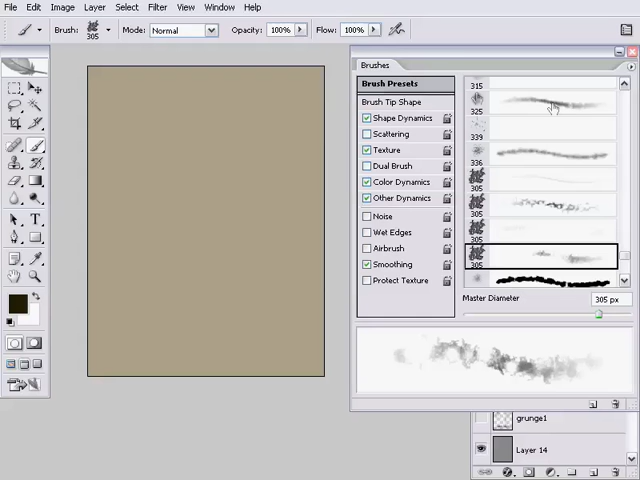 File Edit Image Layer Select Filter View Window Help
Brush: 305 Mode: Normal Opacity: 100% Flow: 100%
Brushes
Brush Presets
Brush Tip Shape
Shape Dynamics
Scattering
Texture
Dual Brush
Color Dynamics
Other Dynamics
Noise
Wet Edges
Airbrush
Smoothing
Protect Texture
315
325
339
336
305
305
305
305
Master Diameter 305 px
T
grunge1
Layer 14